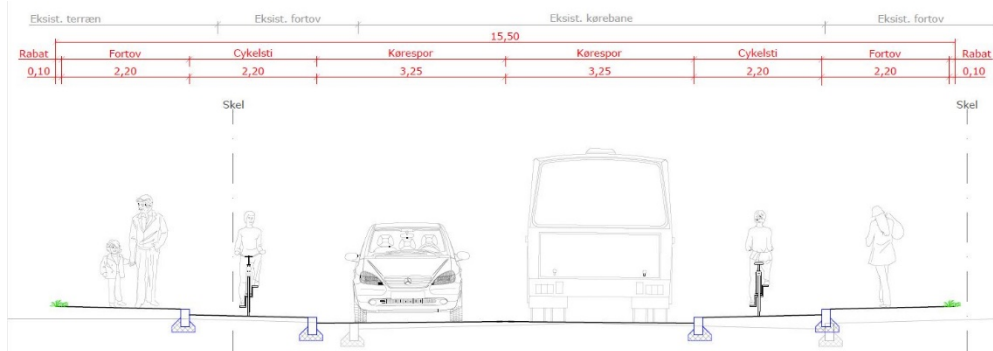 Eksist. terræn Eksist. fortov Eksist. kørebane Eksist. fortov
15,50
Rabat Fortov Cykelsti Kørespor Kørespor Cykelsti Fortov Rabat
0,10 2,20 2,20 3,25 3,25 2,20 2,20 0,10
Skel Skel